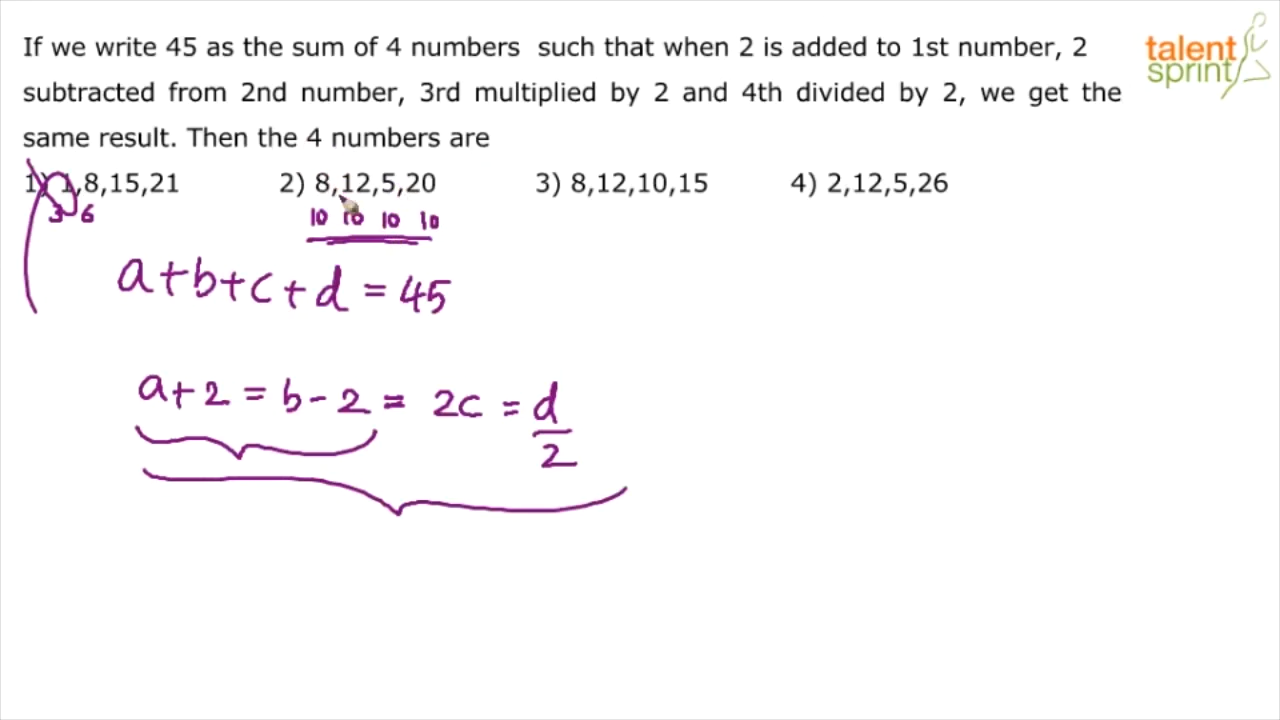 If we write 45 as the sum of 4 numbers such that when 2 is added to 1st number, 2
subtracted from 2nd number, 3rd multiplied by 2 and 4th divided by 2, we get the
same result. Then the 4 numbers are
1) 1,8,15,21 2) 8,12,5,20 3) 8,12,10,15 4) 2,12,5,26
3 6 10 10 10 10
a+b+c+d = 45
a+2 = b-2 = 2c = d/2
talent
sprint